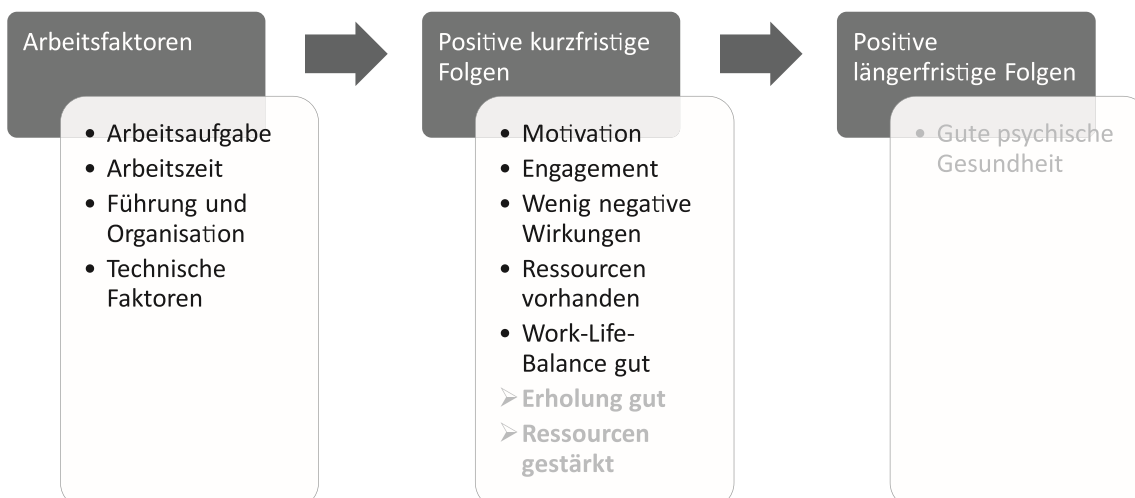 Arbeitsfaktoren
• Arbeitsaufgabe
• Arbeitszeit
• Führung und
Organisation
• Technische
Faktoren
Positive kurzfristige
Folgen
• Motivation
• Engagement
• Wenig negative
Wirkungen
• Ressourcen
vorhanden
• Work-Life-
Balance gut
➢ Erholung gut
➢ Ressourcen
gestärkt
Positive
längerfristige Folgen
• Gute psychische
Gesundheit